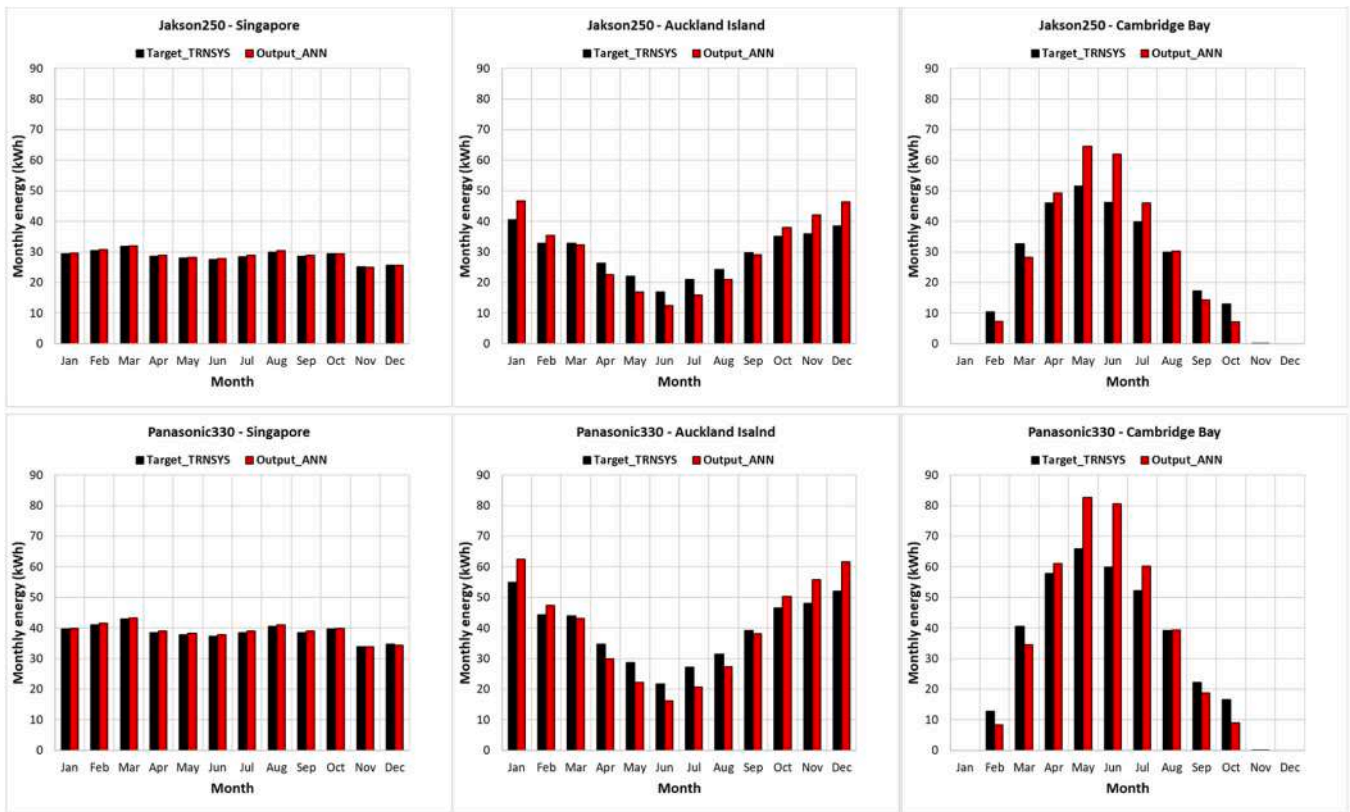 Jakson250 - Singapore
Target_TRNSYS Output_ANN
90
80
70
60
50
40
30
20
10
0
Monthly energy (kWh)
Jan Feb Mar Apr May Jun Jul Aug Sep Oct Nov Dec
Month
Jakson250 - Auckland Island
Target_TRNSYS Output_ANN
90
80
70
60
50
40
30
20
10
0
Monthly energy (kWh)
Jan Feb Mar Apr May Jun Jul Aug Sep Oct Nov Dec
Month
Jakson250 - Cambridge Bay
Target_TRNSYS Output_ANN
90
80
70
60
50
40
30
20
10
0
Monthly energy (kWh)
Jan Feb Mar Apr May Jun Jul Aug Sep Oct Nov Dec
Month
Panasonic330 - Singapore
Target_TRNSYS Output_ANN
90
80
70
60
50
40
30
20
10
0
Monthly energy (kWh)
Jan Feb Mar Apr May Jun Jul Aug Sep Oct Nov Dec
Month
Panasonic330 - Auckland Isalnd
Target_TRNSYS Output_ANN
90
80
70
60
50
40
30
20
10
0
Monthly energy (kWh)
Jan Feb Mar Apr May Jun Jul Aug Sep Oct Nov Dec
Month
Panasonic330 - Cambridge Bay
Target_TRNSYS Output_ANN
90
80
70
60
50
40
30
20
10
0
Monthly energy (kWh)
Jan Feb Mar Apr May Jun Jul Aug Sep Oct Nov Dec
Month